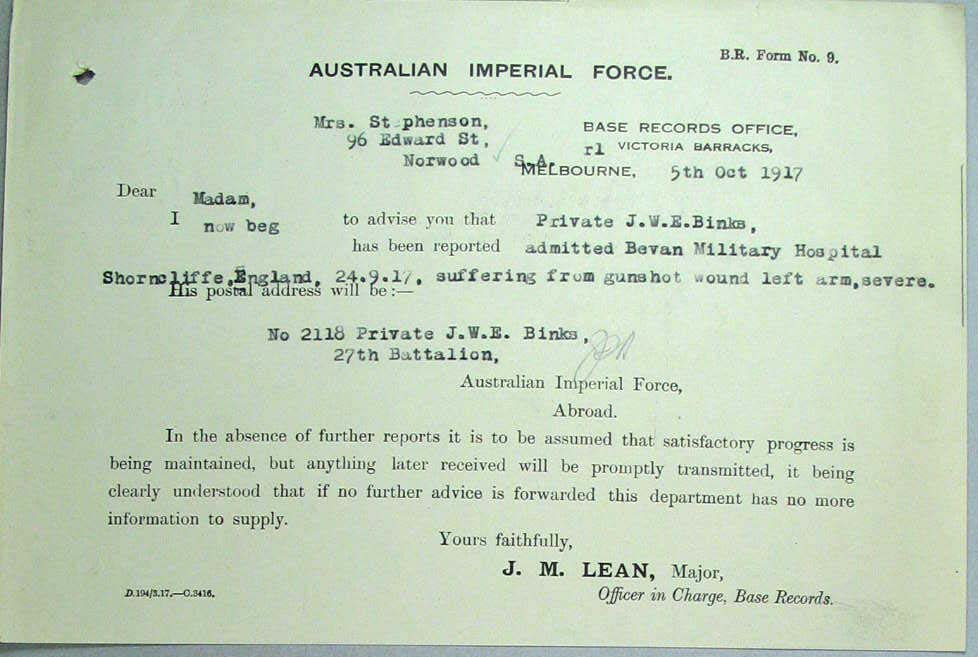 B.R. Form No. 9.
AUSTRALIAN IMPERIAL FORCE.
Mrs. St phenson,
96 Edward St,
Norwood S.A.
BASE RECORDS OFFICE,
rl VICTORIA BARRACKS,
MELBOURNE, 5th Oct 1917
Dear Madam,
I now beg to advise you that Private J.W.E.Binks,
has been reported admitted Bevan Military Hospital
Shorncliffe,England, 24.9.17, suffering from gunshot wound left arm,severe.
His postal address will be :—
No 2118 Private J.W.E. Binks,
27th Battalion,
Australian Imperial Force,
Abroad.
In the absence of further reports it is to be assumed that satisfactory progress is
being maintained, but anything later received will be promptly transmitted, it being
clearly understood that if no further advice is forwarded this department has no more
information to supply.
Yours faithfully,
J. M. LEAN, Major,
Officer in Charge, Base Records.
D.194/3.17.—C.3416.